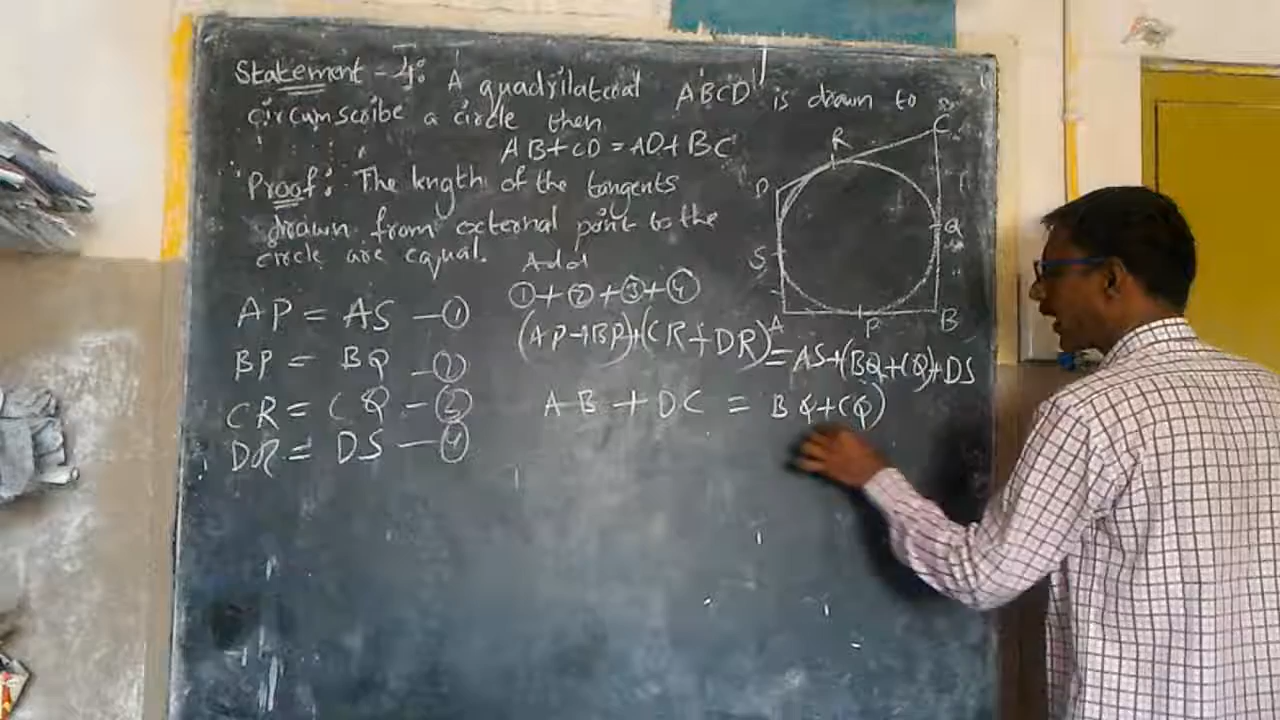 Statement - 4: A quadrilateral ABCD is drawn to
circumscribe a circle then
AB+CD = AD+BC
Proof: The length of the tangents
drawn from external point to the
circle are equal.
AP = AS - ①
BP = BQ - ②
CR = CQ - ③
DR = DS - ④
Add
①+②+③+④
(AP+BP)+(CR+DR) = AS+(BQ+CQ)+DS
AB + DC = BQ+CQ)
C
R
D
Q
S
A
P
B